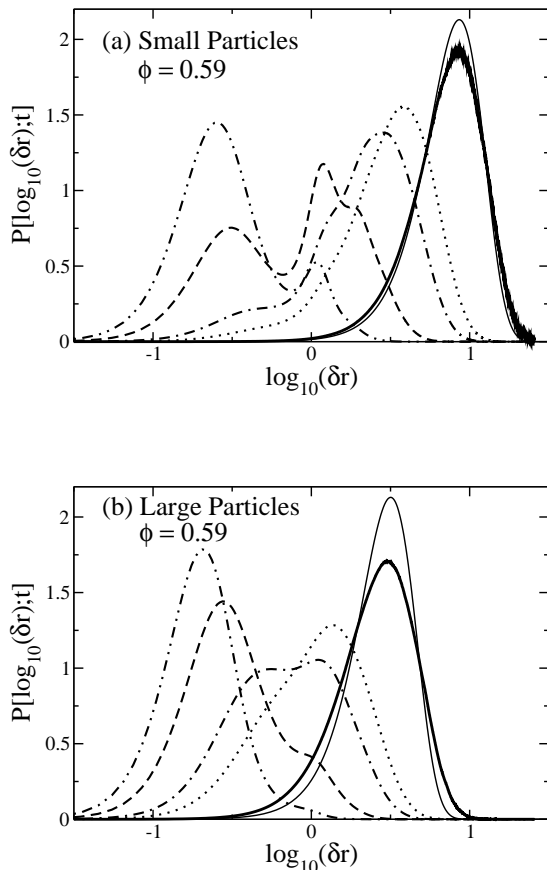 (a) Small Particles
ϕ = 0.59
P[log10(δr);t]
2
1.5
1
0.5
0
-1
0
1
log10(δr)
(b) Large Particles
ϕ = 0.59
P[log10(δr);t]
2
1.5
1
0.5
0
-1
0
1
log10(δr)